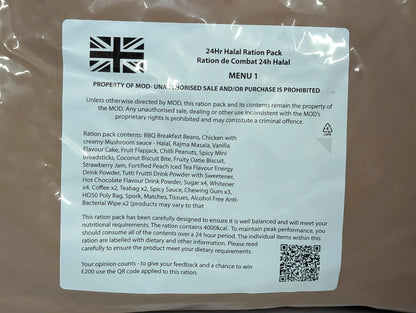 24Hr Halal Ration Pack
Ration de Combat 24h Halal
MENU 1
PROPERTY OF MOD- UNAUTHORISED SALE AND/OR PURCHASE IS PROHIBITED
Unless otherwise directed by MOD, this ration pack and its contents remain the property of
the MOD. Any unauthorised sale, dealing or other use inconsistent with the MOD's
proprietary rights is prohibited and may constitute a criminal offence.
Ration pack contents: BBQ Breakfast Beans, Chicken with
creamy Mushroom sauce - Halal, Rajma Masala, Vanilla
Flavour Cake, Fruit Flapjack, Chilli Peanuts, Spicy Mini
Breadsticks, Coconut Biscuit Bite, Fruity Oatie Biscuit,
Strawberry Jam, Fortified Peach Iced Tea Flavour Energy
Drink Powder, Tutti Fruitti Drink Powder with Sweetener,
Hot Chocolate Flavour Drink Powder, Sugar x4, Whitener
x4, Coffee x2, Teabag x2, Spicy Sauce, Chewing Gum x3,
HD50 Poly Bag, Spork, Matches, Tissues, Alcohol Free Anti-
Bacterial Wipe x2 (products may vary to that
This ration pack has been carefully designed to ensure it is well balanced and will meet your
nutritional requirements. The ration contains 4000kcal. To maintain peak performance, you
should consume all of the contents over a 24 hour period. The individual items within this
ration are labelled with dietary and other information. Please read
carefully to ensure the product meet your dietary requirements.
Your opinion counts - to give your feedback and a chance to win
£200 use the QR code applied to this ration,